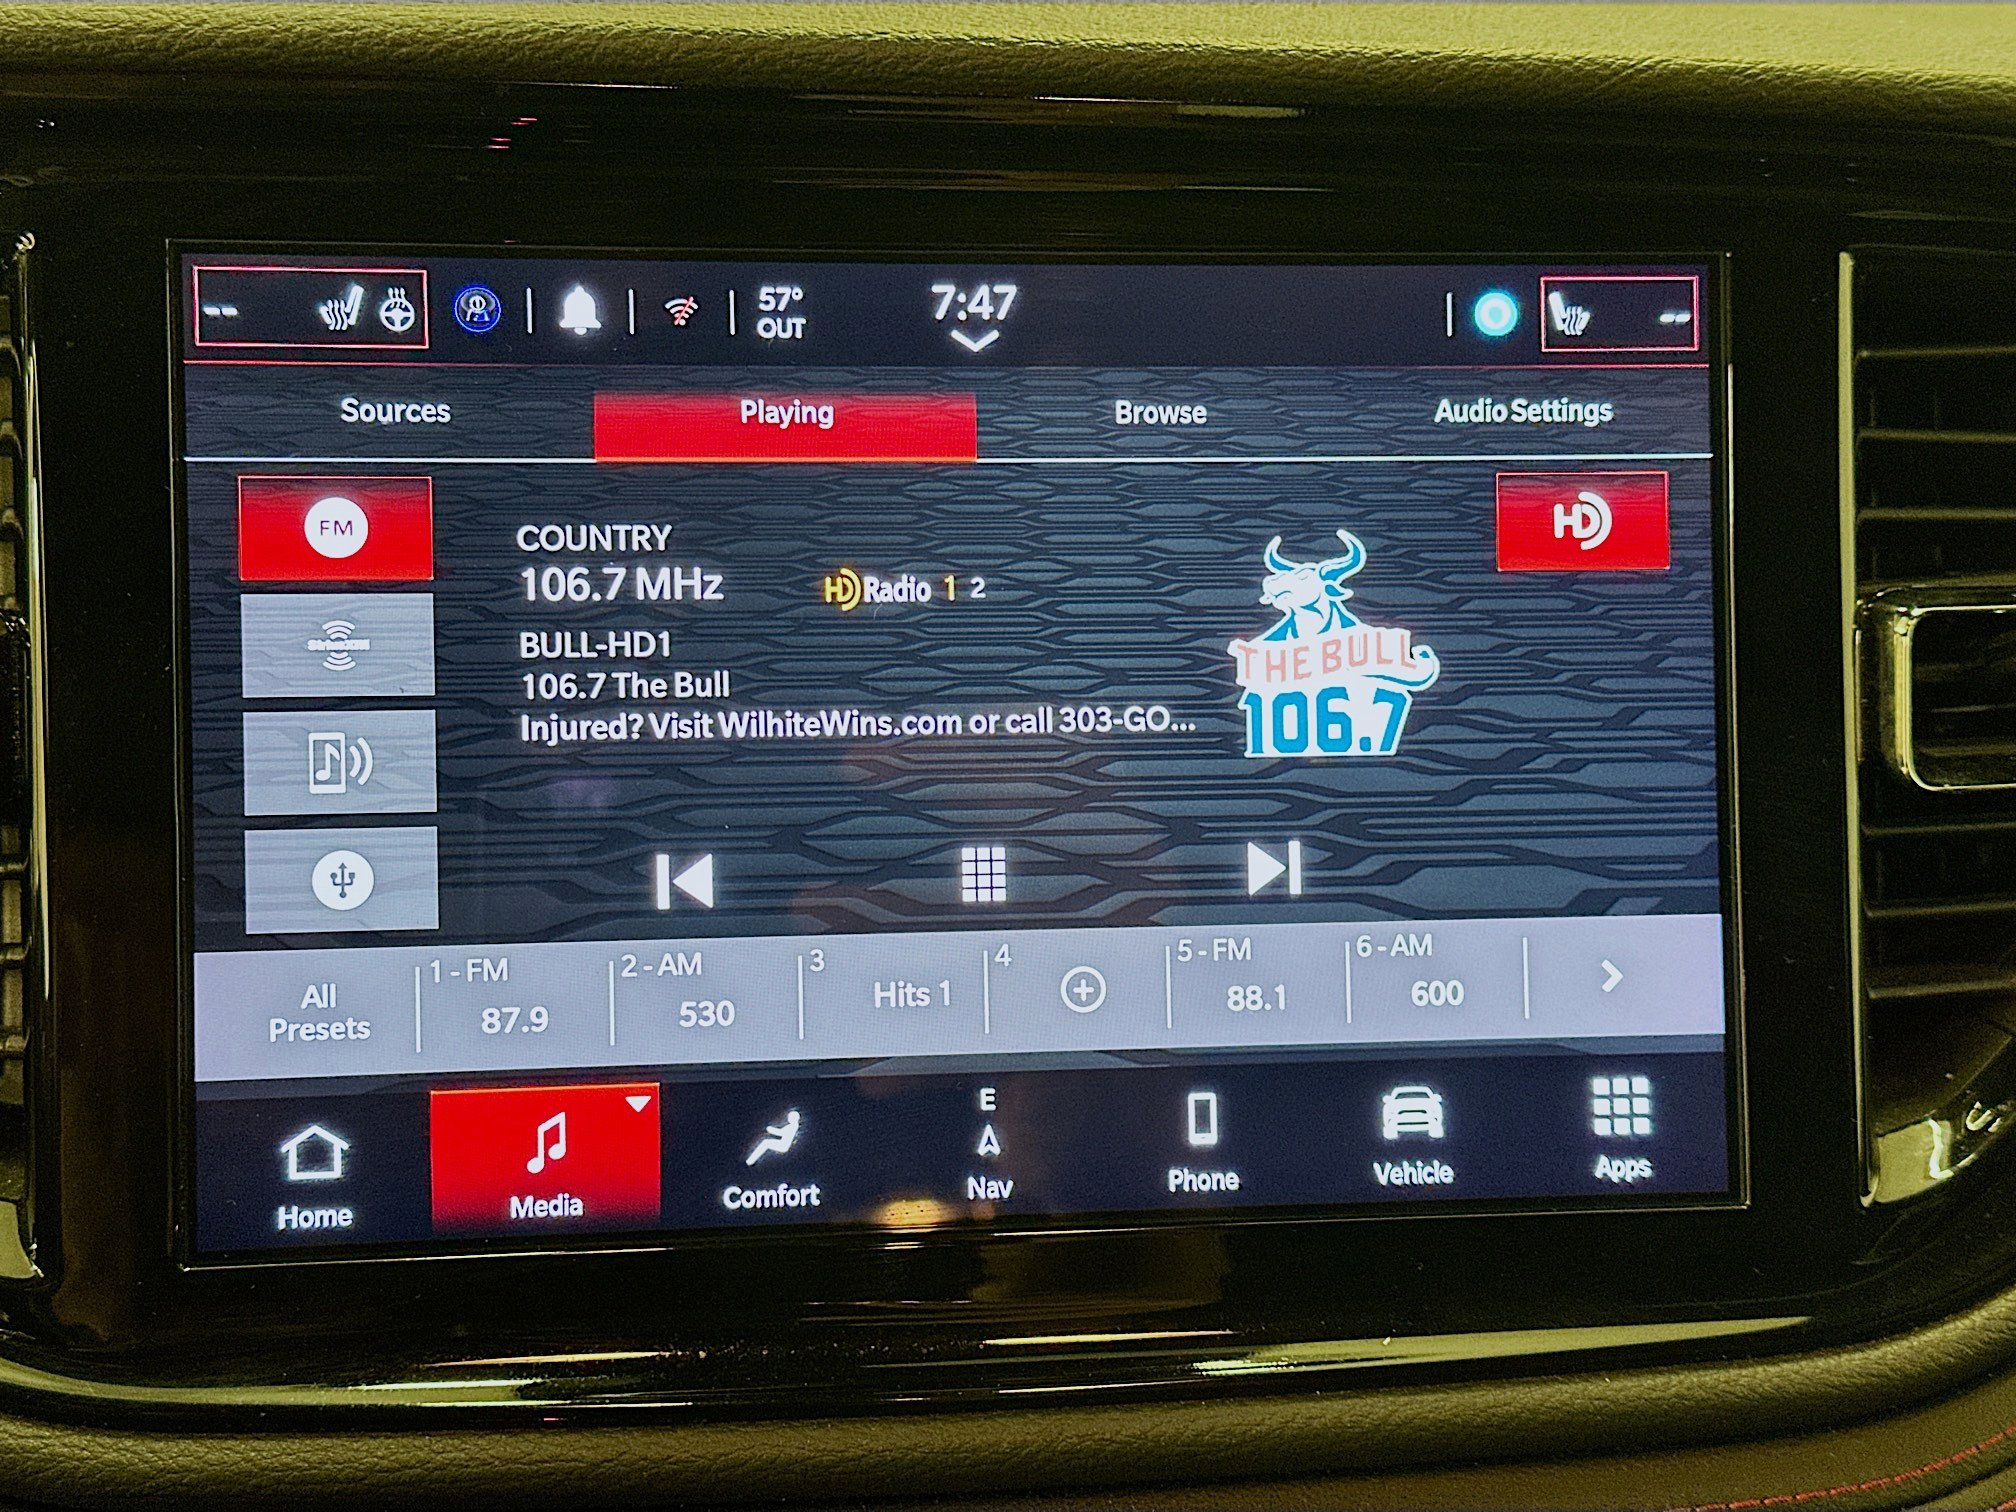 --
57°
OUT
7:47
--
Sources
Playing
Browse
Audio Settings
FM
HD
COUNTRY
106.7 MHz
HD Radio 1 2
BULL-HD1
106.7 The Bull
Injured? Visit WilhiteWins.com or call 303-GO...
THE BULL
106.7
All
Presets
1 - FM
87.9
2 - AM
530
3
Hits 1
4
5 - FM
88.1
6 - AM
600
Home
Media
Comfort
E
Nav
Phone
Vehicle
Apps